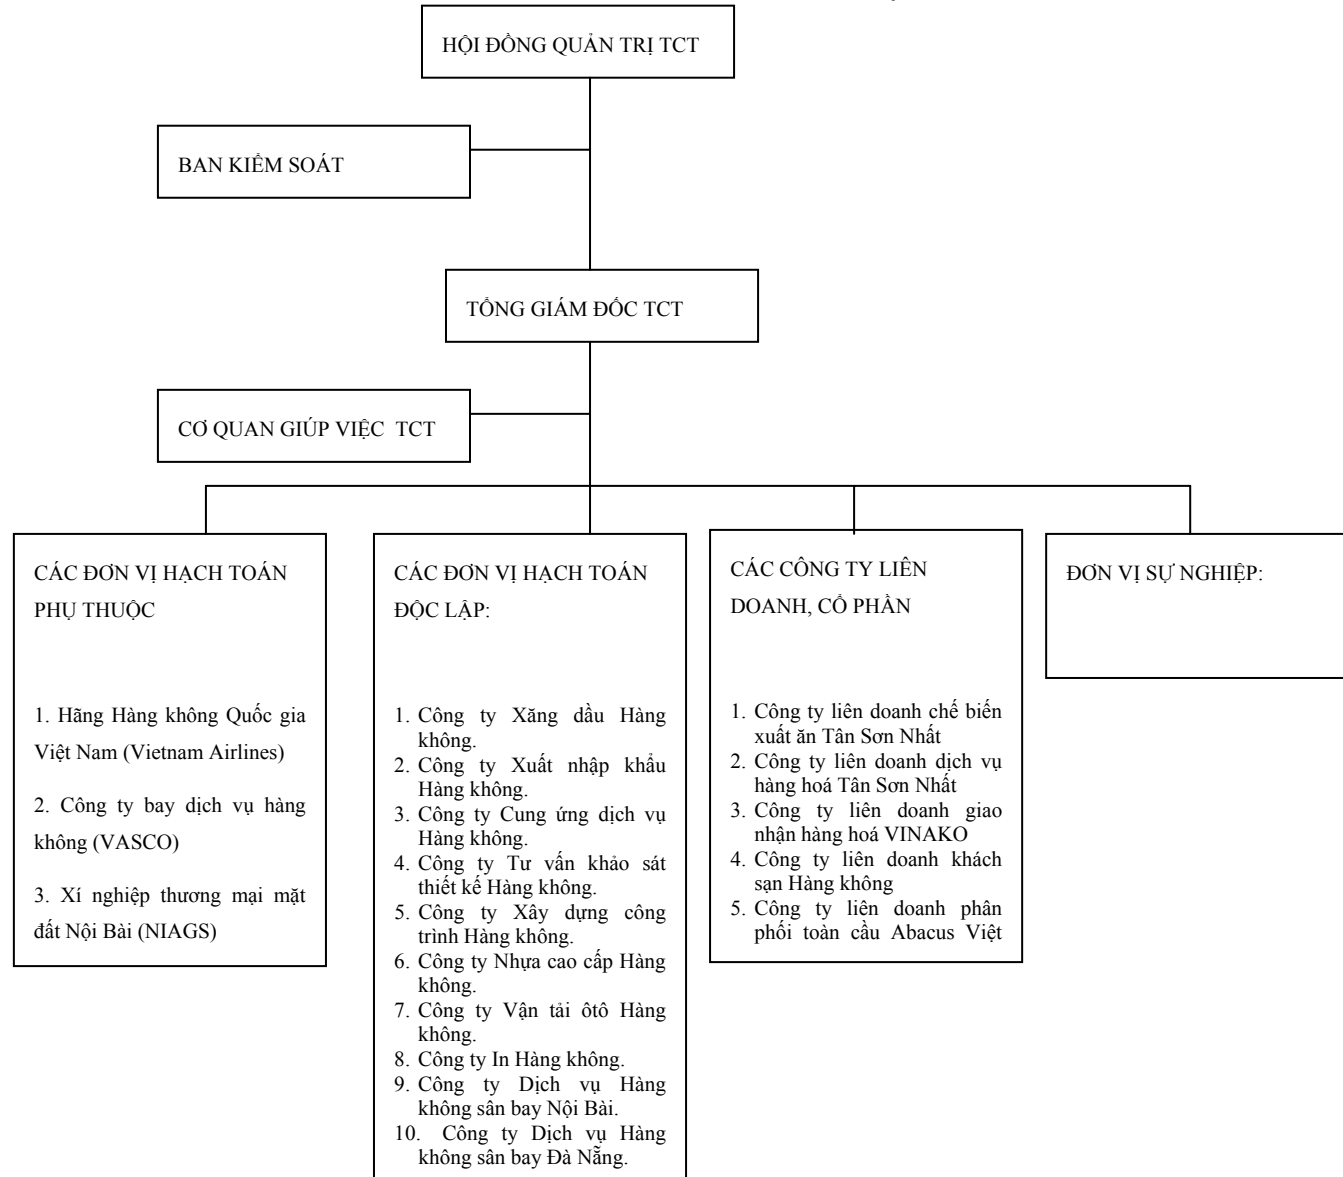 HỘI ĐỒNG QUẢN TRỊ TCT
BAN KIỂM SOÁT
TỔNG GIÁM ĐỐC TCT
CƠ QUAN GIÚP VIỆC TCT
CÁC ĐƠN VỊ HẠCH TOÁN
PHỤ THUỘC
1. Hãng Hàng không Quốc gia
Việt Nam (Vietnam Airlines)
2. Công ty bay dịch vụ hàng
không (VASCO)
3. Xí nghiệp thương mại mặt
đất Nội Bài (NIAGS)
CÁC ĐƠN VỊ HẠCH TOÁN
ĐỘC LẬP:
1. Công ty Xăng dầu Hàng
không.
2. Công ty Xuất nhập khẩu
Hàng không.
3. Công ty Cung ứng dịch vụ
Hàng không.
4. Công ty Tư vấn khảo sát
thiết kế Hàng không.
5. Công ty Xây dựng công
trình Hàng không.
6. Công ty Nhựa cao cấp Hàng
không.
7. Công ty Vận tải ôtô Hàng
không.
8. Công ty In Hàng không.
9. Công ty Dịch vụ Hàng
không sân bay Nội Bài.
10. Công ty Dịch vụ Hàng
không sân bay Đà Nẵng.
CÁC CÔNG TY LIÊN
DOANH, CỔ PHẦN
1. Công ty liên doanh chế biến
xuất ăn Tân Sơn Nhất
2. Công ty liên doanh dịch vụ
hàng hoá Tân Sơn Nhất
3. Công ty liên doanh giao
nhận hàng hoá VINAKO
4. Công ty liên doanh khách
sạn Hàng không
5. Công ty liên doanh phân
phối toàn cầu Abacus Việt
ĐƠN VỊ SỰ NGHIỆP: